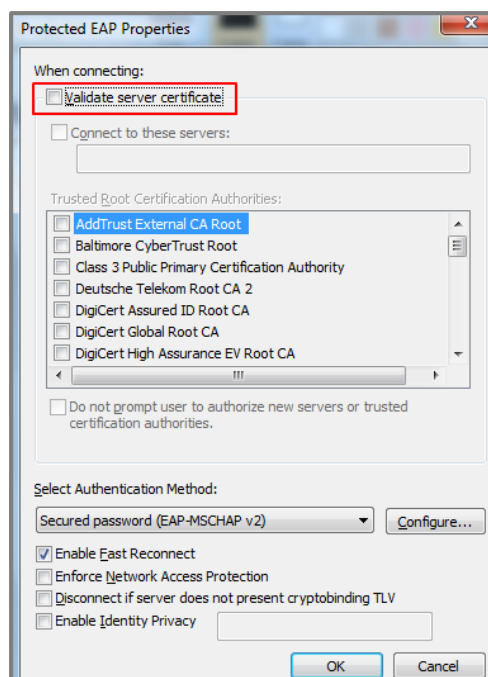 Protected EAP Properties
When connecting:
Validate server certificate
Connect to these servers:
Trusted Root Certification Authorities:
AddTrust External CA Root
Baltimore CyberTrust Root
Class 3 Public Primary Certification Authority
Deutsche Telekom Root CA 2
DigiCert Assured ID Root CA
DigiCert Global Root CA
DigiCert High Assurance EV Root CA
Do not prompt user to authorize new servers or trusted
certification authorities.
Select Authentication Method:
Secured password (EAP-MSCHAP v2) Configure...
Enable Fast Reconnect
Enforce Network Access Protection
Disconnect if server does not present cryptobinding TLV
Enable Identity Privacy
OK Cancel